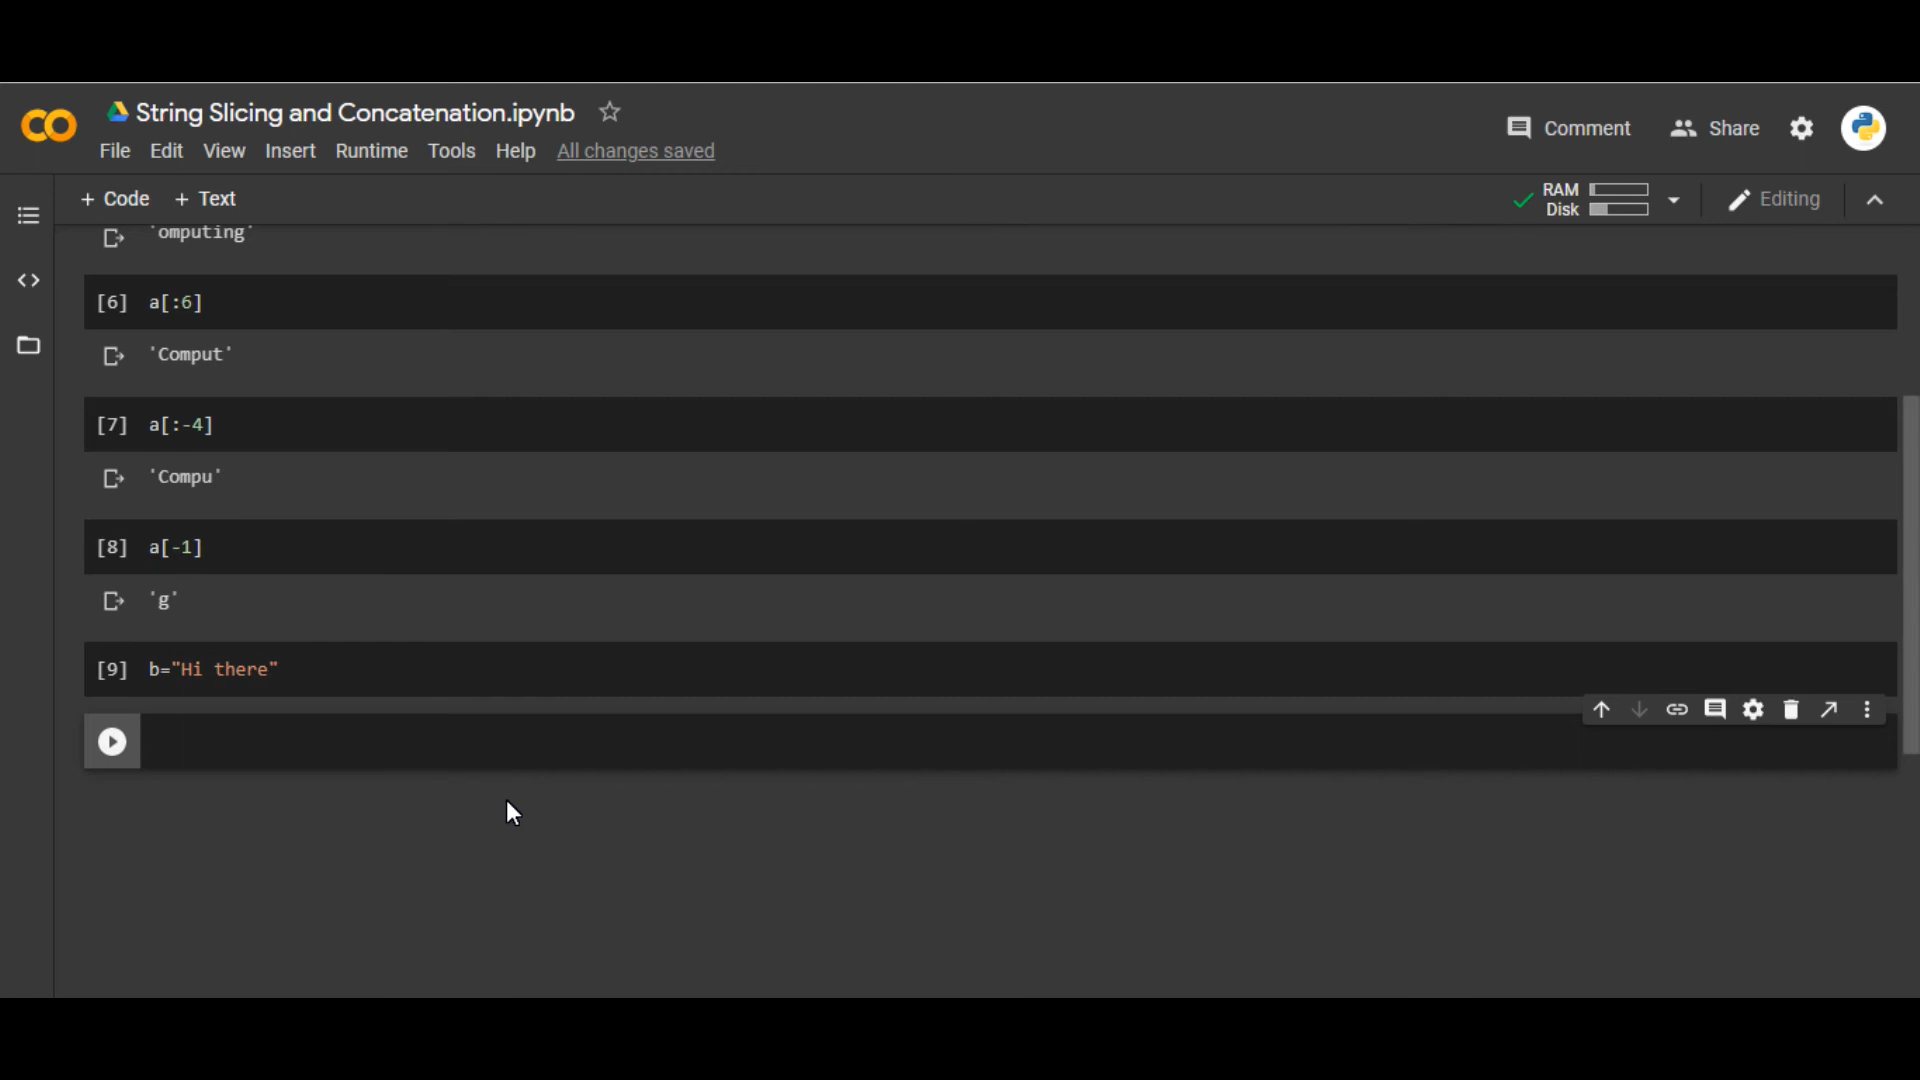 CO
String Slicing and Concatenation.ipynb
Comment
Share
File Edit View Insert Runtime Tools Help All changes saved
+ Code + Text
RAM
Disk
Editing
'omputing'
[6] a[:6]
'Comput'
[7] a[:-4]
'Compu'
[8] a[-1]
'g'
[9] b="Hi there"